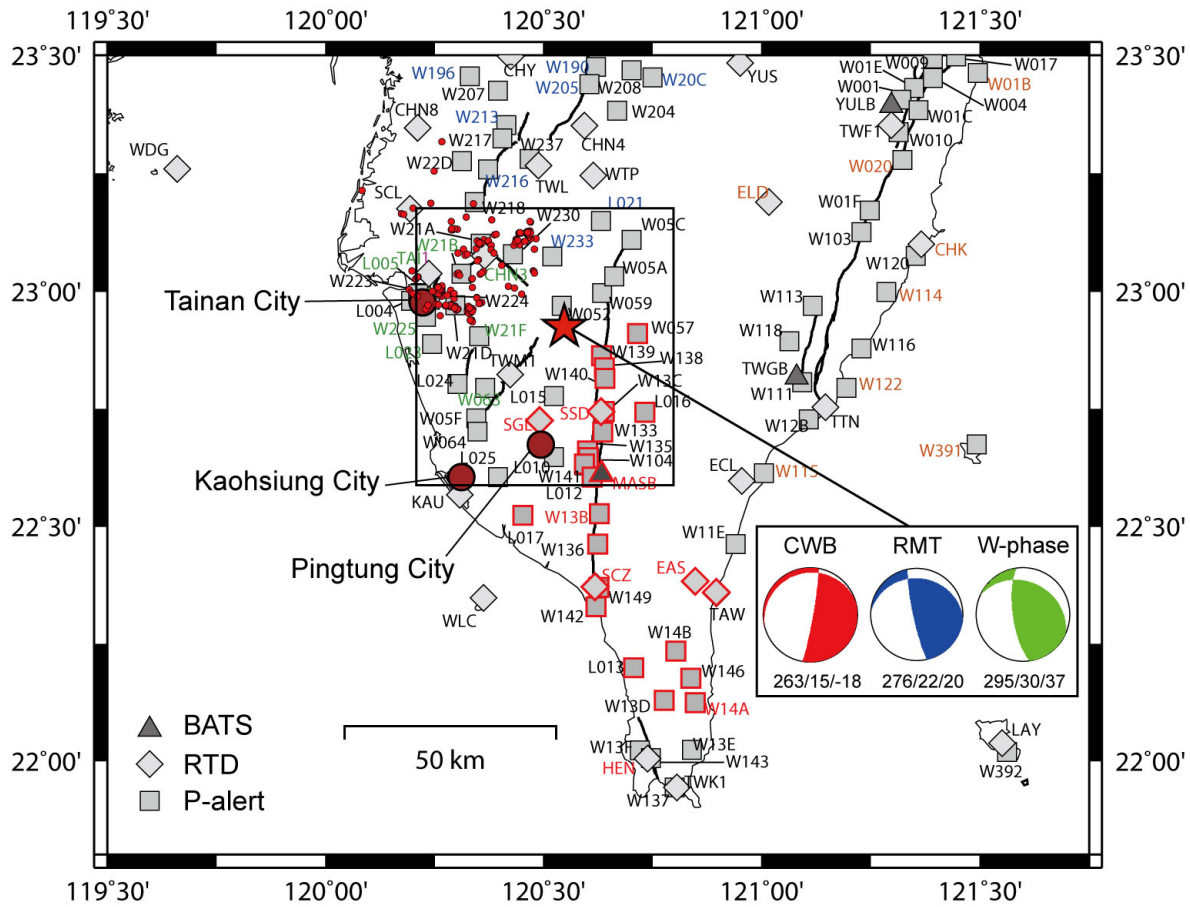 119˚30'
120˚00'
120˚30'
121˚00'
121˚30'
23˚30'
23˚30'
W196
CHY
W190
YUS
W01E
W009
W017
W207
W205
W208
W20C
W001
W01B
YULB
W004
CHN8
W213
W204
W01C
W217
W237
CHN4
TWF1
W010
WDG
W22D
W020
W216
TWL
WTP
SCL
ELD
W218
L021
W01F
W21A
W230
W05C
W103
W21B
W233
CHK
L005
TAI1
W120
CHN3
W05A
W223
23˚00'
23˚00'
Tainan City
W224
W059
W114
L004
W052
W113
W225
W21F
W057
W118
L023
W21D
W139
W116
TWM1
W138
TWGB
L024
W140
W13C
W122
L015
W111
W063
SSD
L016
W05F
SGL
TTN
W133
W12B
W064
W135
W391
L025
L010
W104
ECL
W115
Kaohsiung City
W141
MASB
KAU
L012
22˚30'
22˚30'
W13B
L017
W11E
W136
Pingtung City
SCZ
EAS
CWB
RMT
W-phase
W149
TAW
WLC
W142
W14B
L013
W146
263/15/-18
276/22/20
295/30/37
W13D
W14A
BATS
LAY
50 km
W13F
W13E
RTD
HEN
W143
W392
22˚00'
22˚00'
TWK1
P-alert
W137
119˚30'
120˚00'
120˚30'
121˚00'
121˚30'